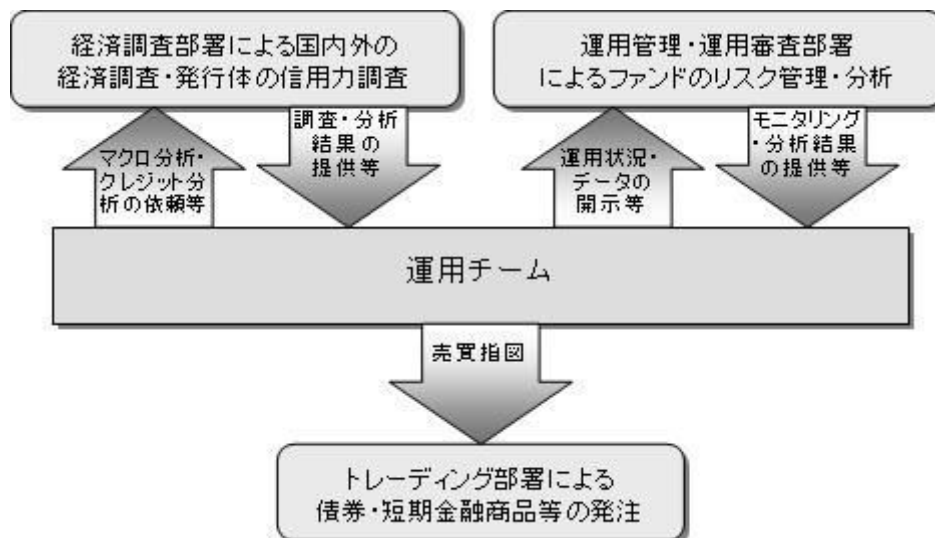 経済調査部署による国内外の
経済調査・発行体の信用力調査
運用管理・運用審査部署
によるファンドのリスク管理・分析
マクロ分析・
クレジット分
析の依頼等
調査・分析
結果の
提供等
運用状況・
データの
開示等
モニタリング
・分析結果
の提供等
運用チーム
売買指図
トレーディング部署による
債券・短期金融商品等の発注